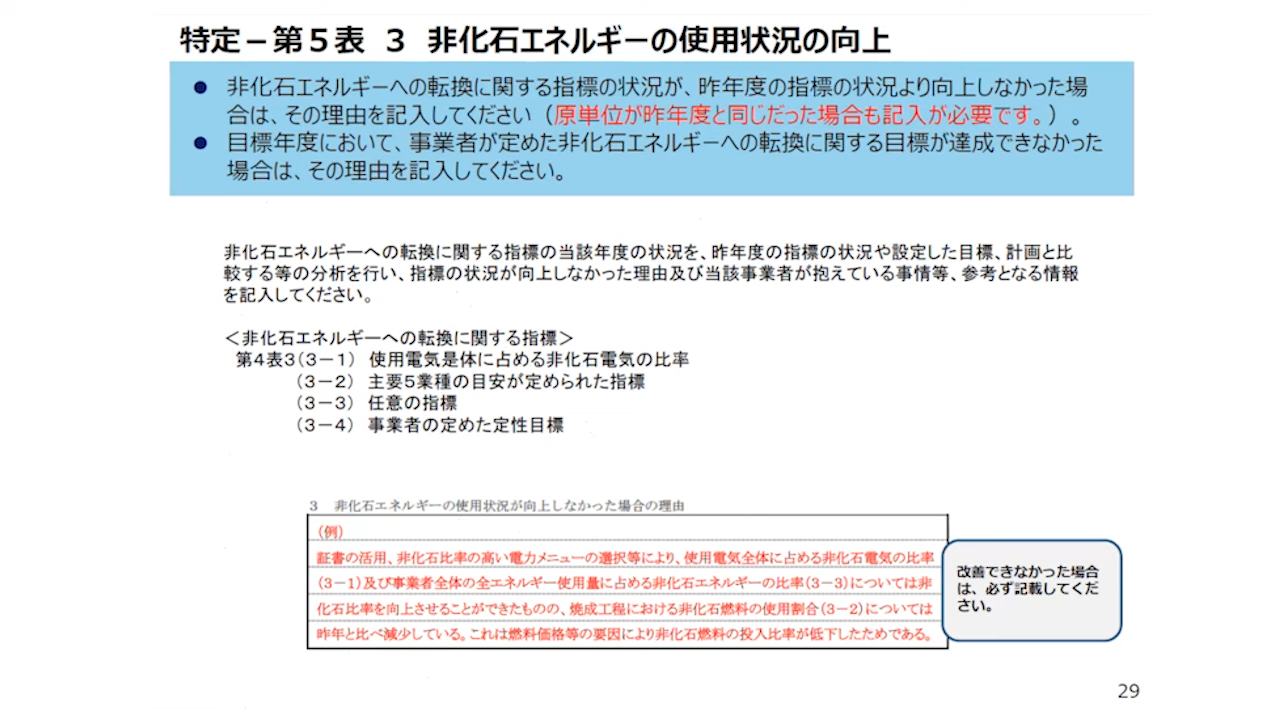 特定－第５表 ３ 非化石エネルギーの使用状況の向上
● 非化石エネルギーへの転換に関する指標の状況が、昨年度の指標の状況より向上しなかった場
合は、その理由を記入してください（原単位が昨年度と同じだった場合も記入が必要です。）。
● 目標年度において、事業者が定めた非化石エネルギーへの転換に関する目標が達成できなかった
場合は、その理由を記入してください。
非化石エネルギーへの転換に関する指標の当該年度の状況を、昨年度の指標の状況や設定した目標、計画と比
較する等の分析を行い、指標の状況が向上しなかった理由及び当該事業者が抱えている事情等、参考となる情報
を記入してください。
＜非化石エネルギーへの転換に関する指標＞
第４表３（３－１） 使用電気是体に占める非化石電気の比率
（３－２） 主要５業種の目安が定められた指標
（３－３） 任意の指標
（３－４） 事業者の定めた定性目標
３ 非化石エネルギーの使用状況が向上しなかった場合の理由
（例）
証書の活用、非化石比率の高い電力メニューの選択等により、使用電気全体に占める非化石電気の比率
（３－１）及び事業者全体の全エネルギー使用量に占める非化石エネルギーの比率（３－３）については非
化石比率を向上させることができたものの、焼成工程における非化石燃料の使用割合（３－２）については
昨年と比べ減少している。これは燃料価格等の要因により非化石燃料の投入比率が低下したためである。
改善できなかった場合
は、必ず記載してくだ
さい。
29